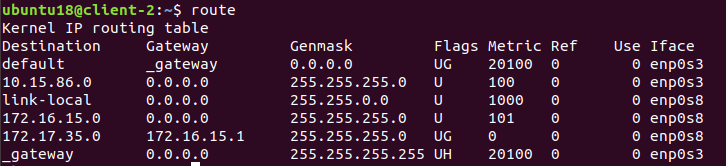 ubuntu18@client-2:~$ route
Kernel IP routing table
Destination     Gateway         Genmask         Flags Metric Ref    Use Iface
default         _gateway        0.0.0.0         UG    20100  0        0 enp0s3
10.15.86.0      0.0.0.0         255.255.255.0   U     100    0        0 enp0s3
link-local      0.0.0.0         255.255.0.0     U     1000   0        0 enp0s8
172.16.15.0     0.0.0.0         255.255.255.0   U     101    0        0 enp0s8
172.17.35.0     172.16.15.1     255.255.255.0   UG    0      0        0 enp0s8
_gateway        0.0.0.0         255.255.255.255 UH    20100  0        0 enp0s3